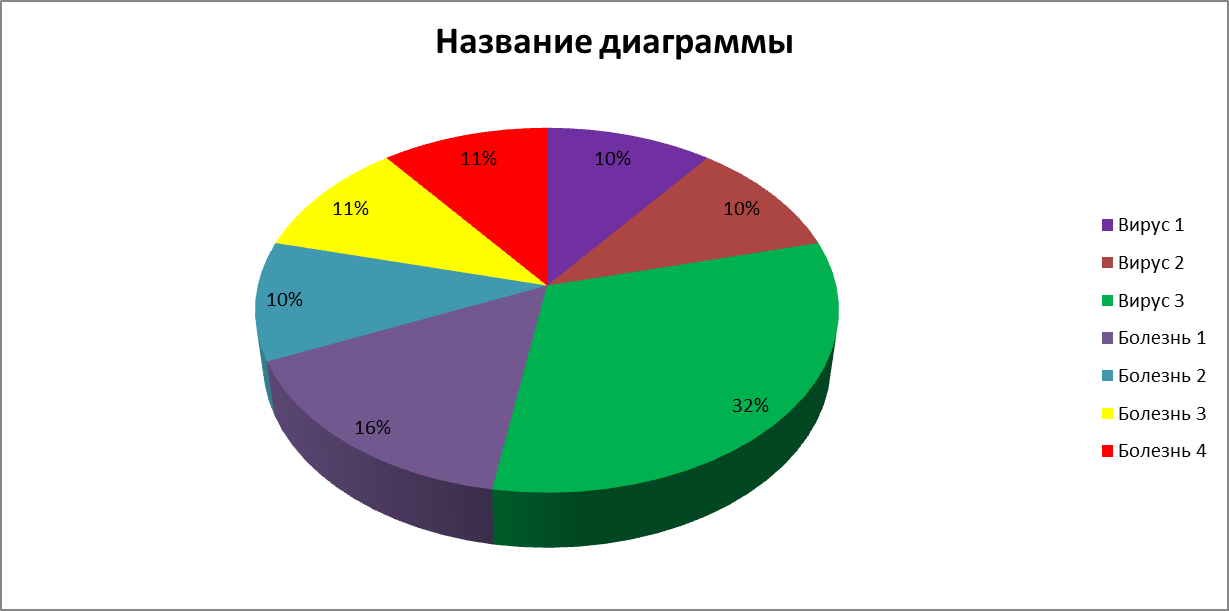 Название диаграммы
11%
10%
11%
10%
10%
32%
16%
Вирус 1
Вирус 2
Вирус 3
Болезнь 1
Болезнь 2
Болезнь 3
Болезнь 4